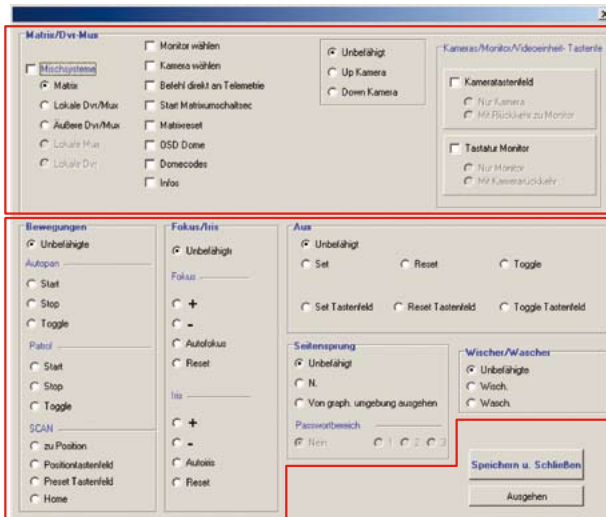 Matrix/Dvr-Mux
Mischsysteme
Matrix
Lokale Dvr/Mux
Äußere Dvr/Mux
Lokale Mux
Lokale Dvr
Monitor wählen
Kamera wählen
Befehl direkt an Telemetrie
Start Matrixumschaltsec
Matrixreset
OSD Dome
Domecodes
Infos
Unbefähigt
Up Kamera
Down Kamera
Kameras/Monitor/Videoeinheit- Tastenfe
Kameratastenfeld
Nur Kamera
Mit Rückkehr zu Monitor
Tastatur Monitor
Nur Monitor
Mit Kamerarückkehr
Bewegungen
Unbefähigte
Autopan
Start
Stop
Toggle
Patrol
Start
Stop
Toggle
SCAN
zu Position
Positiontastenfeld
Preset Tastenfeld
Home
Fokus/Iris
Unbefähigt
Fokus
+
-
Autofokus
Reset
Iris
+
-
Autoiris
Reset
Aux
Unbefähigt
Set Reset Toggle
Set Tastenfeld Reset Tastenfeld Toggle Tastenfeld
Seitensprung
Unbefähigt
N.
Von graph. umgebung ausgehen
Passwortbereich
Nein 1 2 3
Wischer/Wascher
Unbefähigte
Wisch.
Wasch.
Speichern u. Schließen
Ausgehen